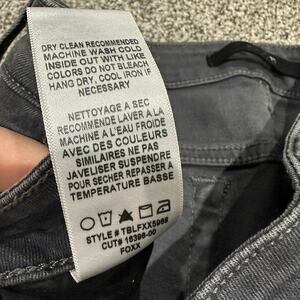 DRY CLEAN RECOMMENDED
MACHINE WASH COLD
INSIDE OUT WITH LIKE
COLORS DO NOT BLEACH
HANG DRY, COOL IRON IF
NEEDED
NETTOYAGE A SEC
RECOMMENDE LAVER A LA
MACHINE A L'EAU FROIDE
AVEC DES COULEURS
SIMILAIRES NE PAS
JAVELISER SUSPENDRE
POUR SECHER REPASSER A
TEMPERATURE BASSE
STYLE # TBLFXX5968
CUT# 16396-00
FOXX